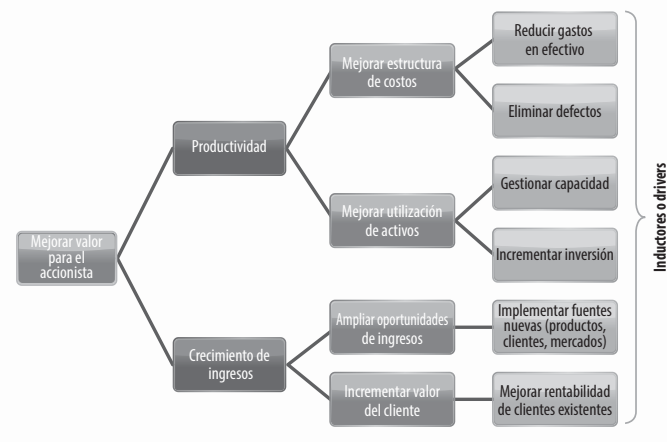 Mejorar valor
para el
accionista
Productividad
Crecimiento de
ingresos
Mejorar estructura
de costos
Mejorar utilización
de activos
Ampliar oportunidades
de ingresos
Incrementar valor
del cliente
Reducir gastos
en efectivo
Eliminar defectos
Gestionar capacidad
Incrementar inversión
Implementar fuentes
nuevas (productos,
clientes, mercados)
Mejorar rentabilidad
de clientes existentes
Inductores o drivers